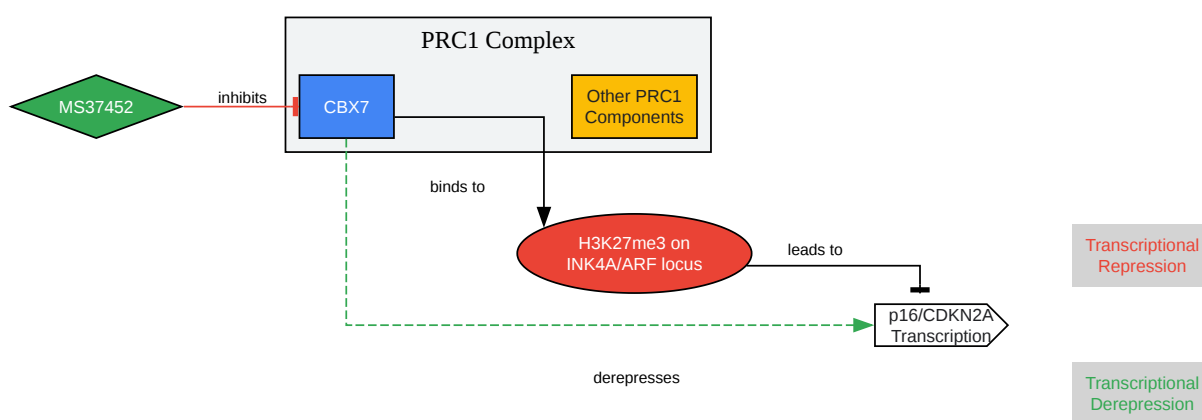 PRC1 Complex
MS37452
inhibits
CBX7
Other PRC1
Components
binds to
H3K27me3 on
INK4A/ARF locus
leads to
Transcriptional
Repression
p16/CDKN2A
Transcription
derepresses
Transcriptional
Derepression